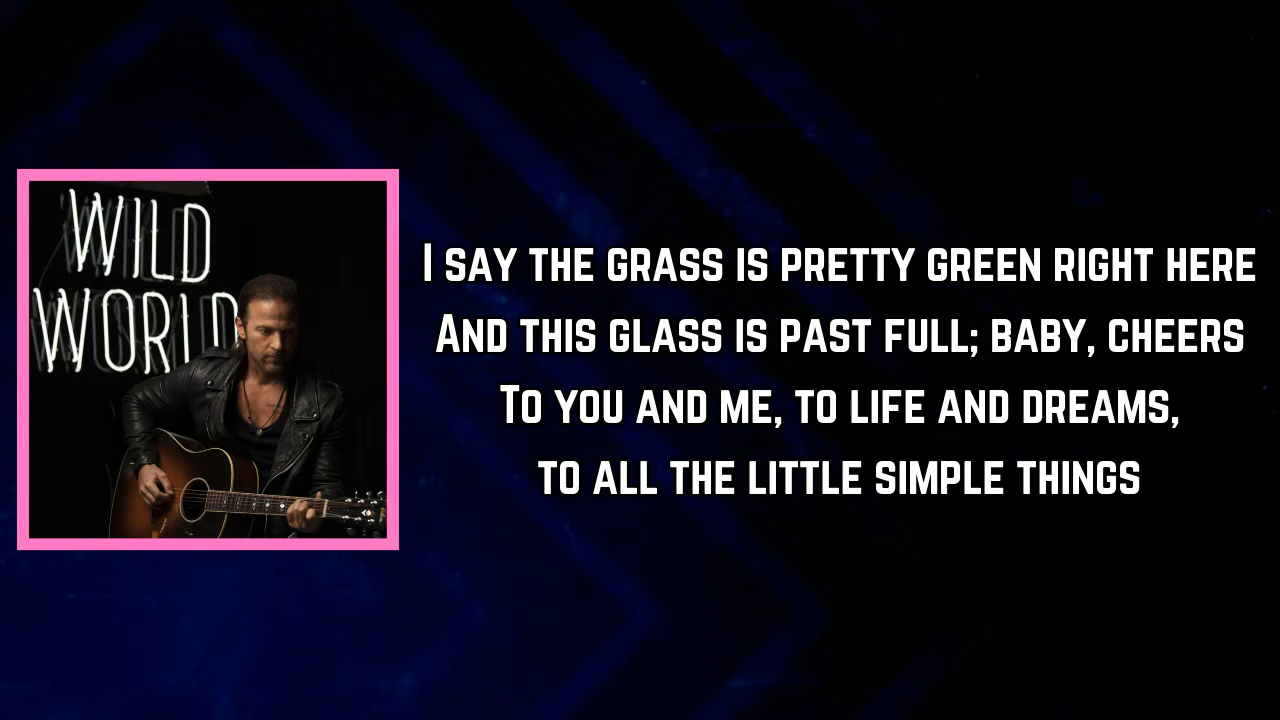 WILD
WORLD
I SAY THE GRASS IS PRETTY GREEN RIGHT HERE
AND THIS GLASS IS PAST FULL; BABY, CHEERS
TO YOU AND ME, TO LIFE AND DREAMS,
TO ALL THE LITTLE SIMPLE THINGS